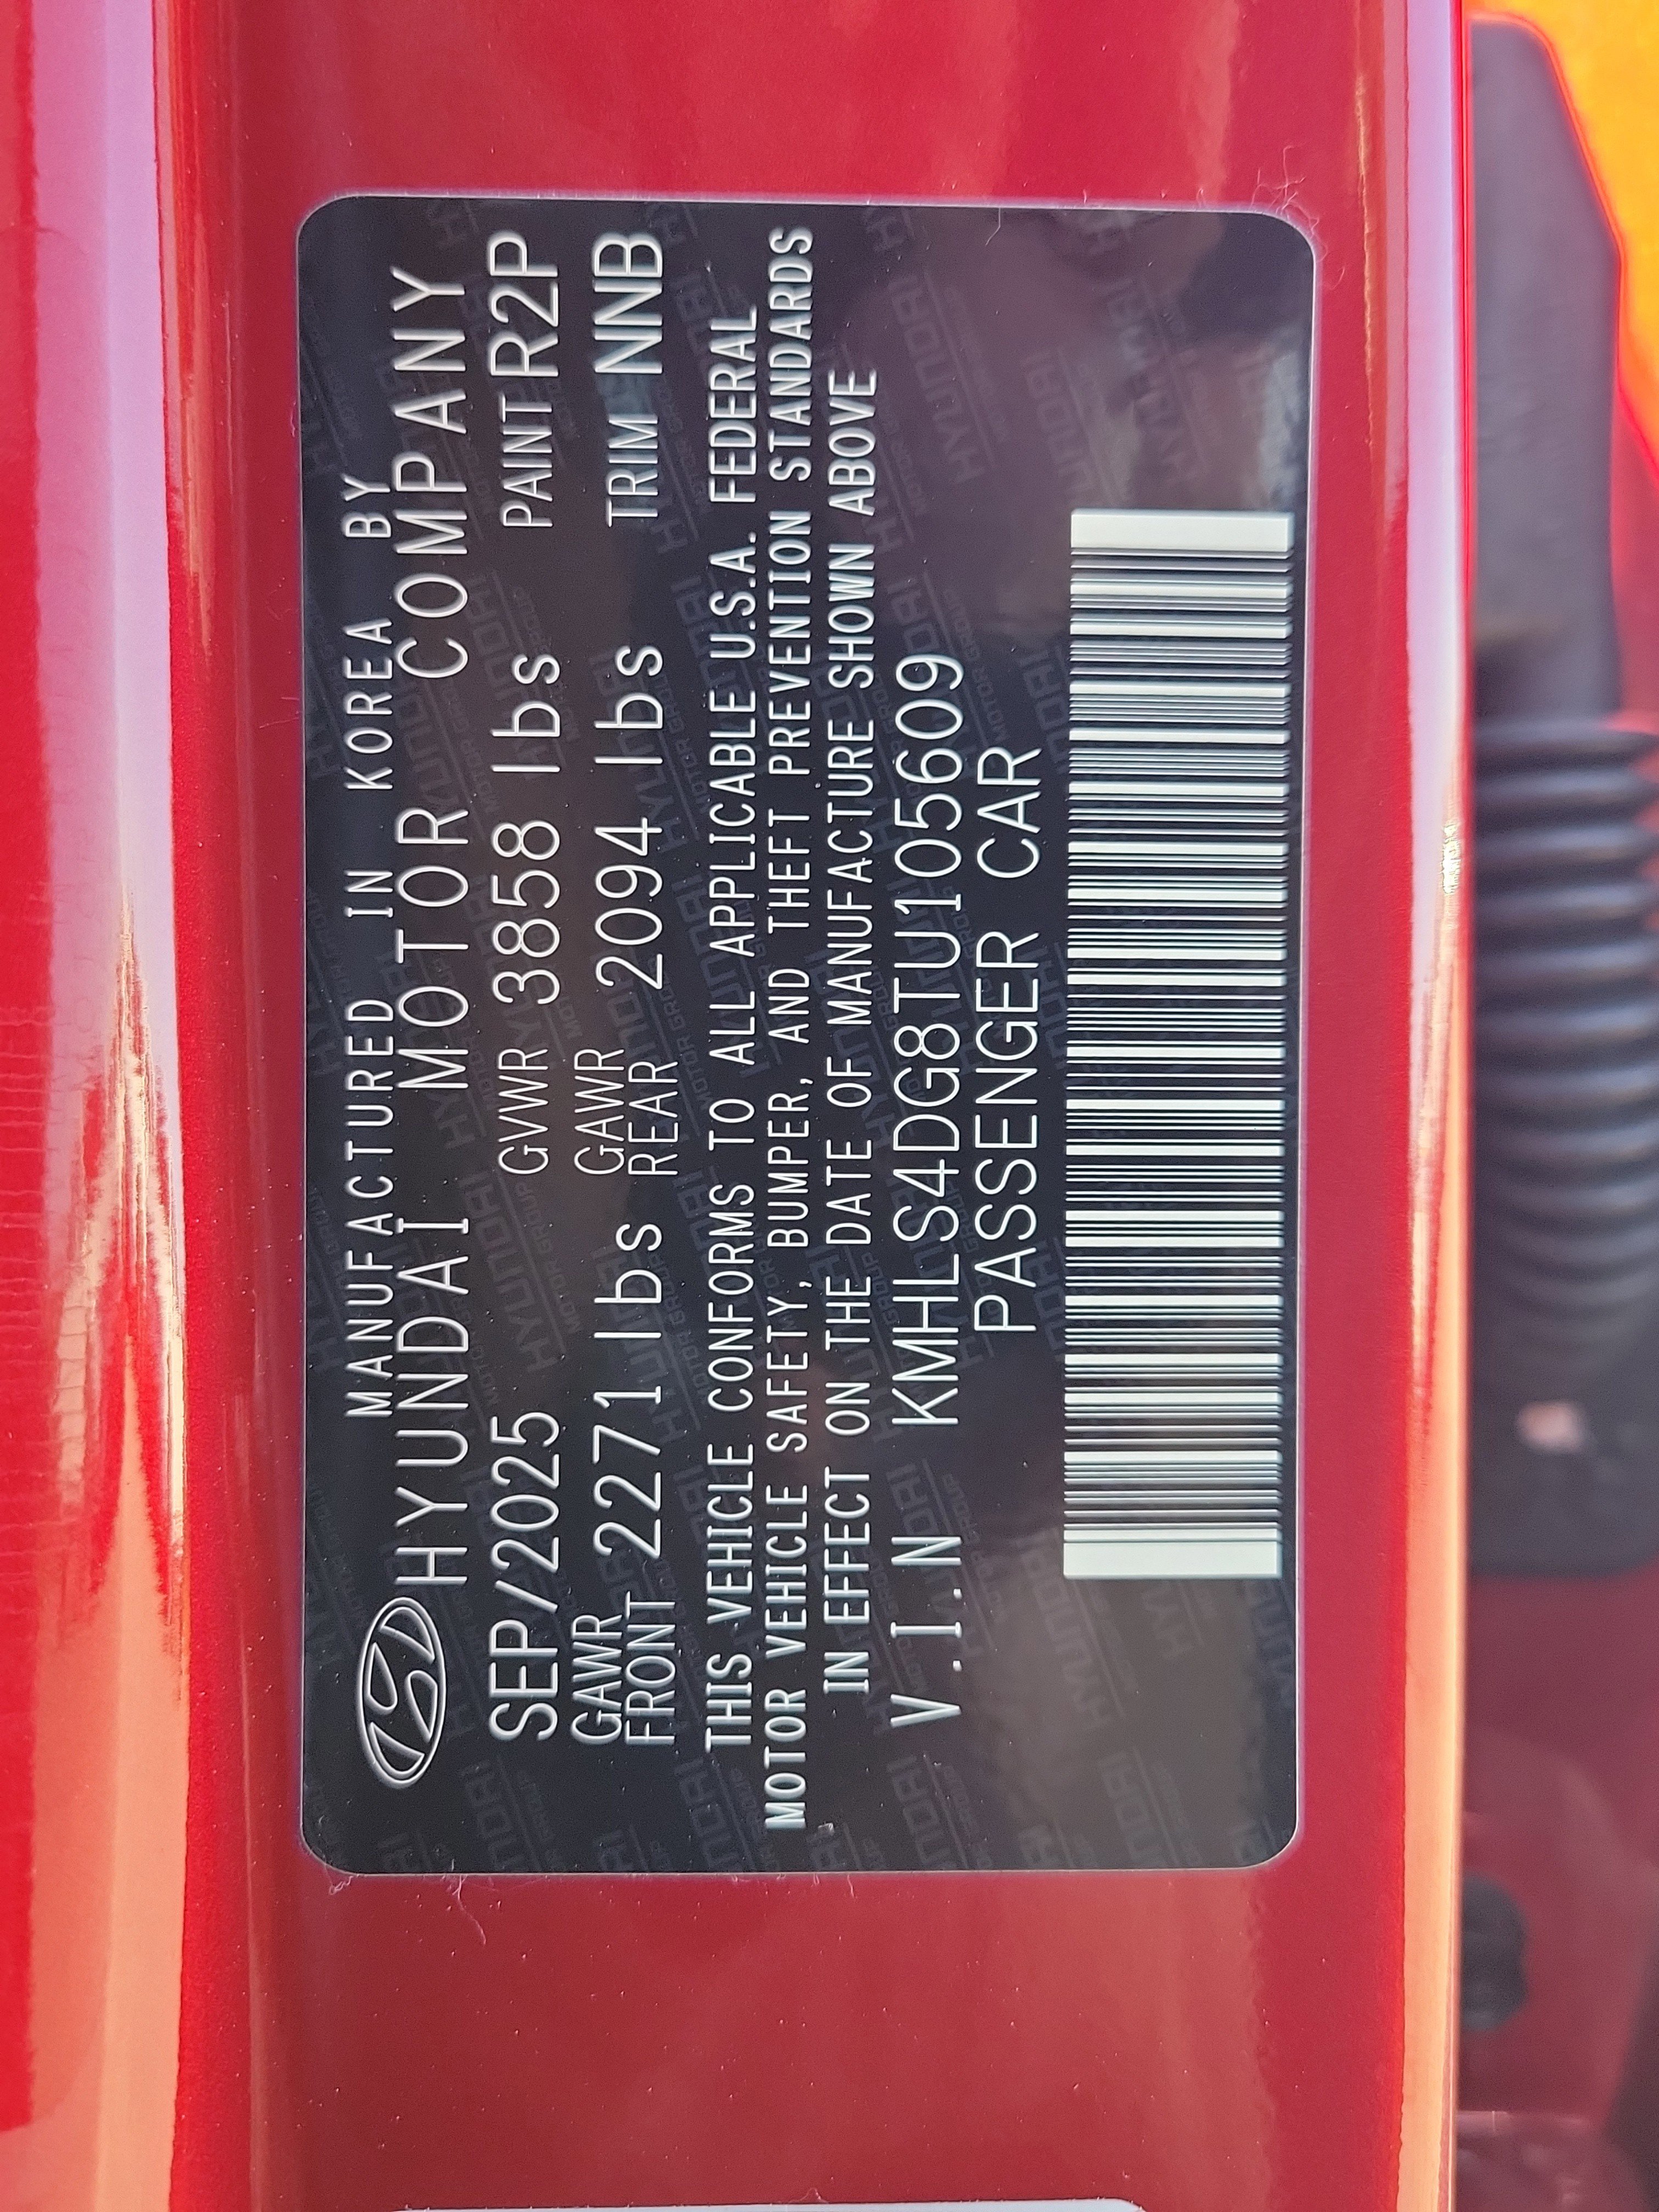 MANUFACTURED IN KOREA BY
HYUNDAI MOTOR COMPANY
SEP/2025 GVWR 3858 lbs PAINT R2P
GAWR FRONT 2271 lbs GAWR REAR 2094 lbs TRIM NNB
THIS VEHICLE CONFORMS TO ALL APPLICABLE U.S.A. FEDERAL
MOTOR VEHICLE SAFETY, BUMPER, AND THEFT PREVENTION STANDARDS
IN EFFECT ON THE DATE OF MANUFACTURE SHOWN ABOVE
V.I.N KMHLS4DG8TU105609
PASSENGER CAR